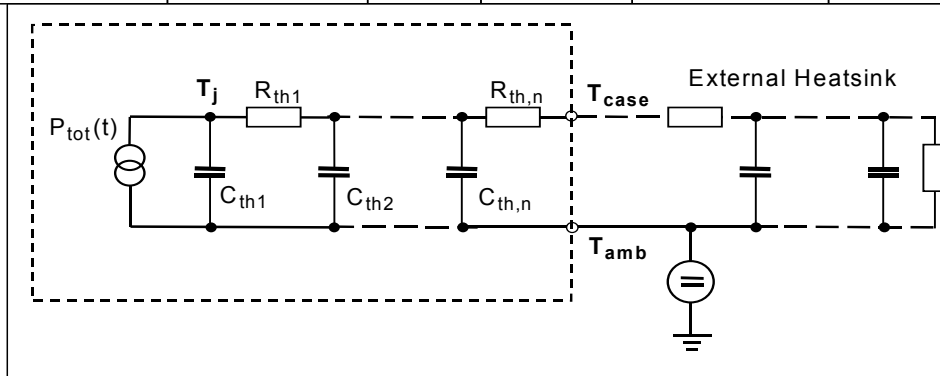 External Heatsink
T_j R_th1 R_th,n T_case
P_tot(t)
C_th1 C_th2 C_th,n
T_amb